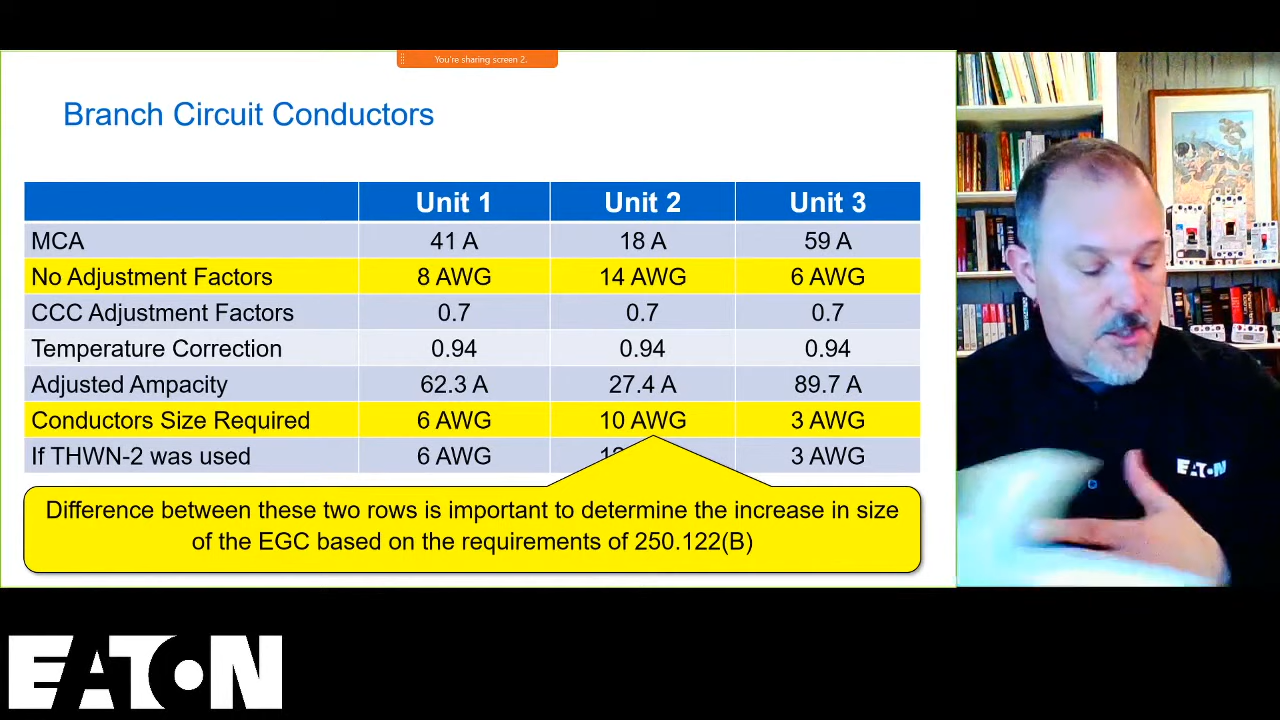 You're sharing screen 2.
Branch Circuit Conductors
Unit 1 Unit 2 Unit 3
MCA 41 A 18 A 59 A
No Adjustment Factors 8 AWG 14 AWG 6 AWG
CCC Adjustment Factors 0.7 0.7 0.7
Temperature Correction 0.94 0.94 0.94
Adjusted Ampacity 62.3 A 27.4 A 89.7 A
Conductors Size Required 6 AWG 10 AWG 3 AWG
If THWN-2 was used 6 AWG 3 AWG
Difference between these two rows is important to determine the increase in size
of the EGC based on the requirements of 250.122(B)
EATON
EATON